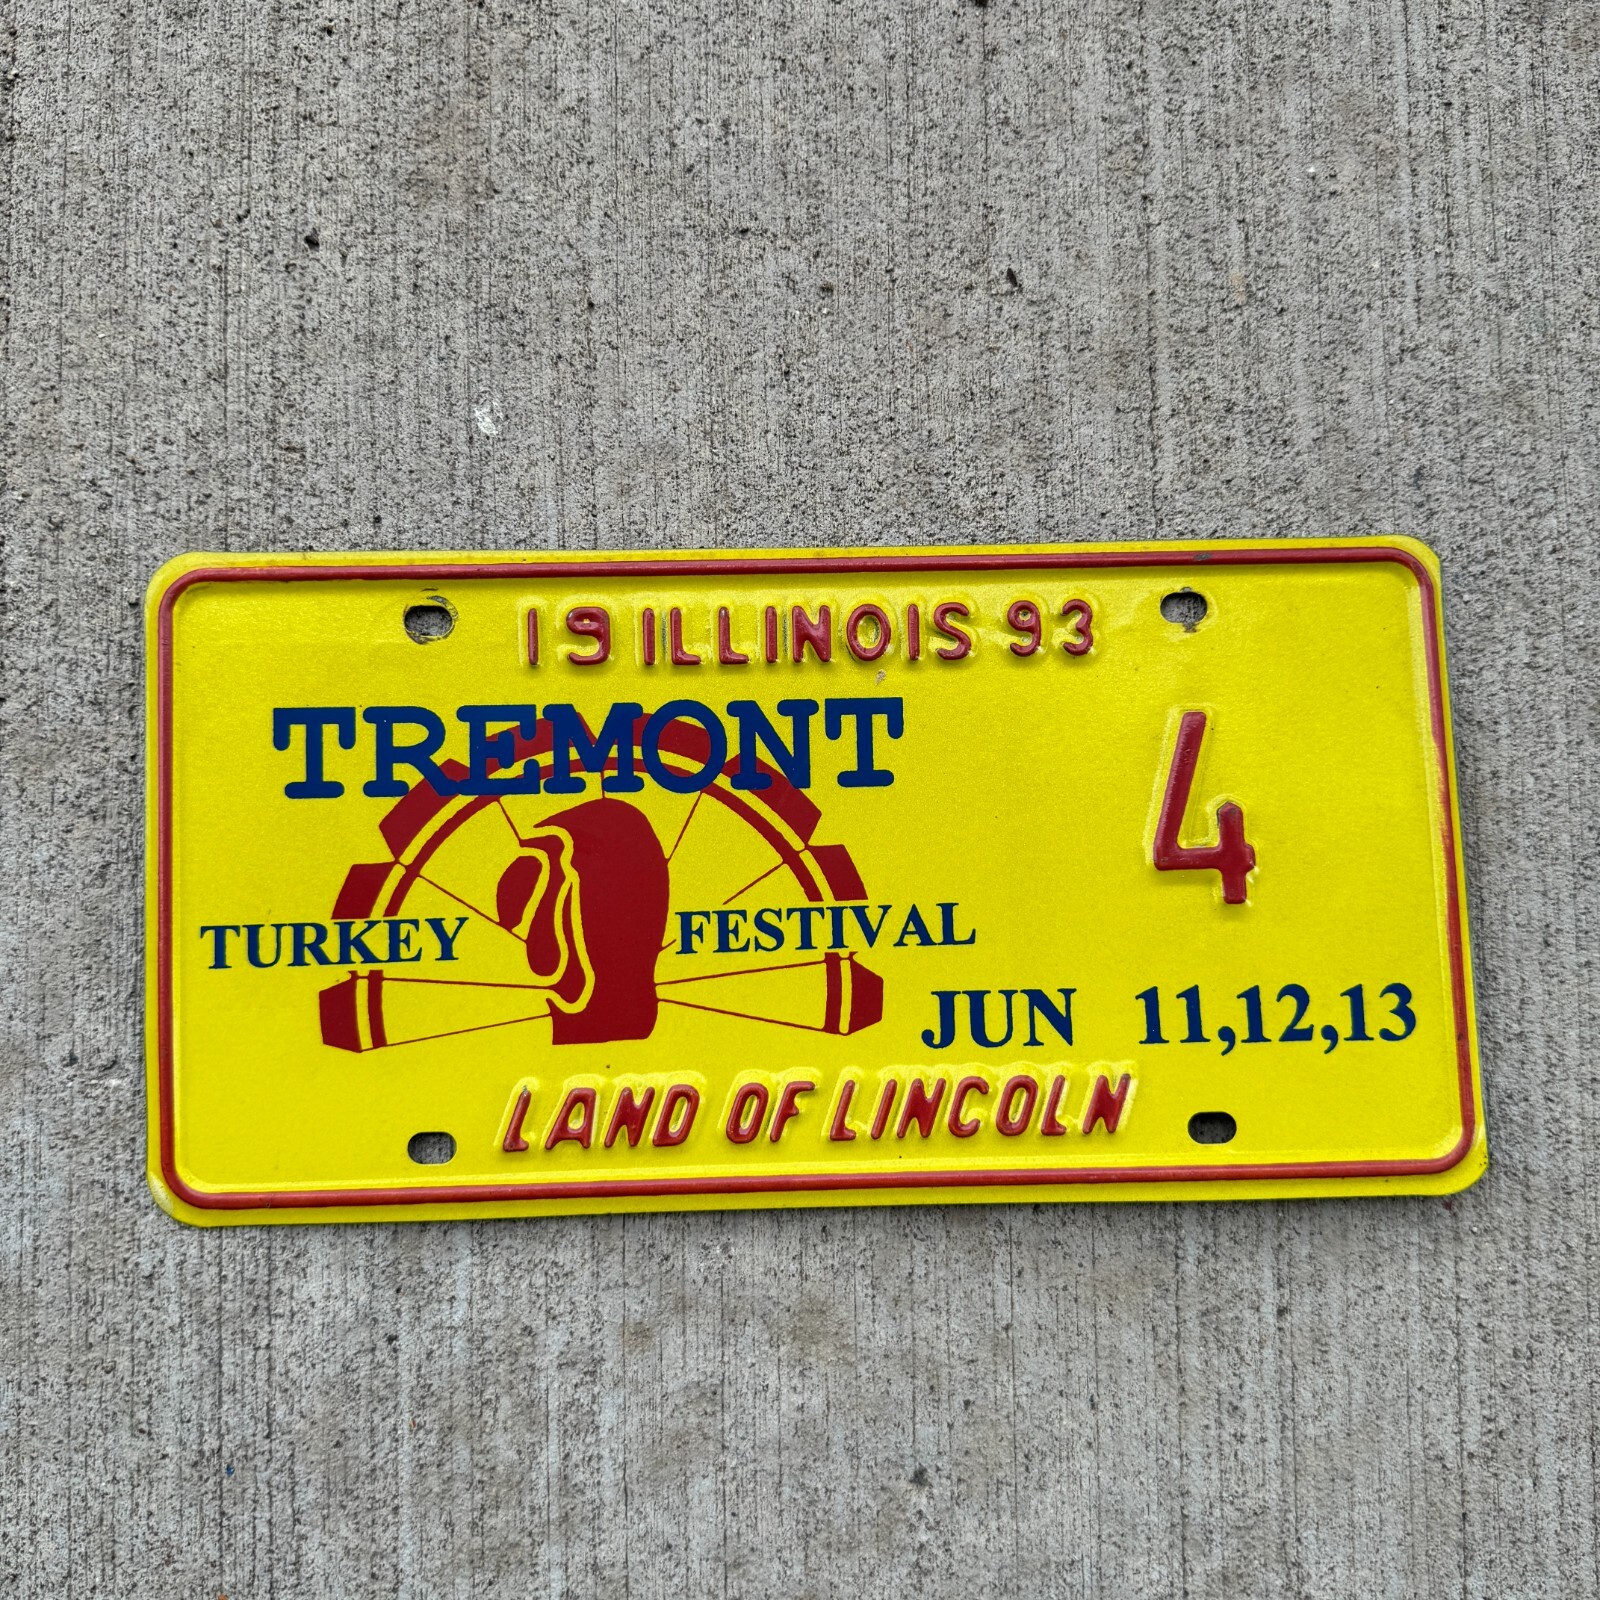 19 ILLINOIS 93
TREMONT
4
TURKEY FESTIVAL
JUN 11,12,13
LAND OF LINCOLN